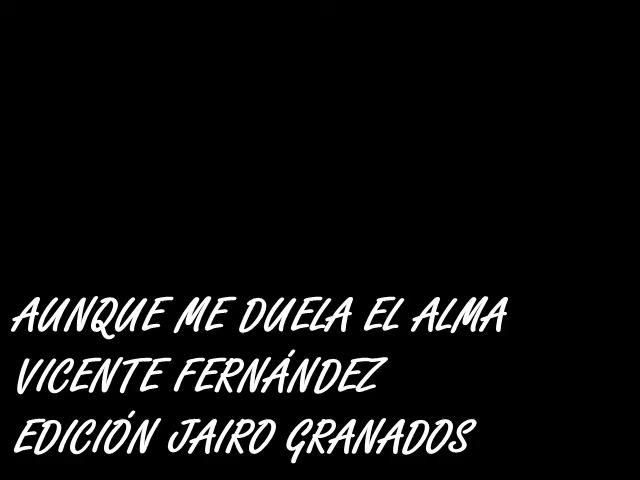 AUNQUE ME DUELA EL ALMA
VICENTE FERNÁNDEZ
EDICIÓN JAIRO GRANADOS